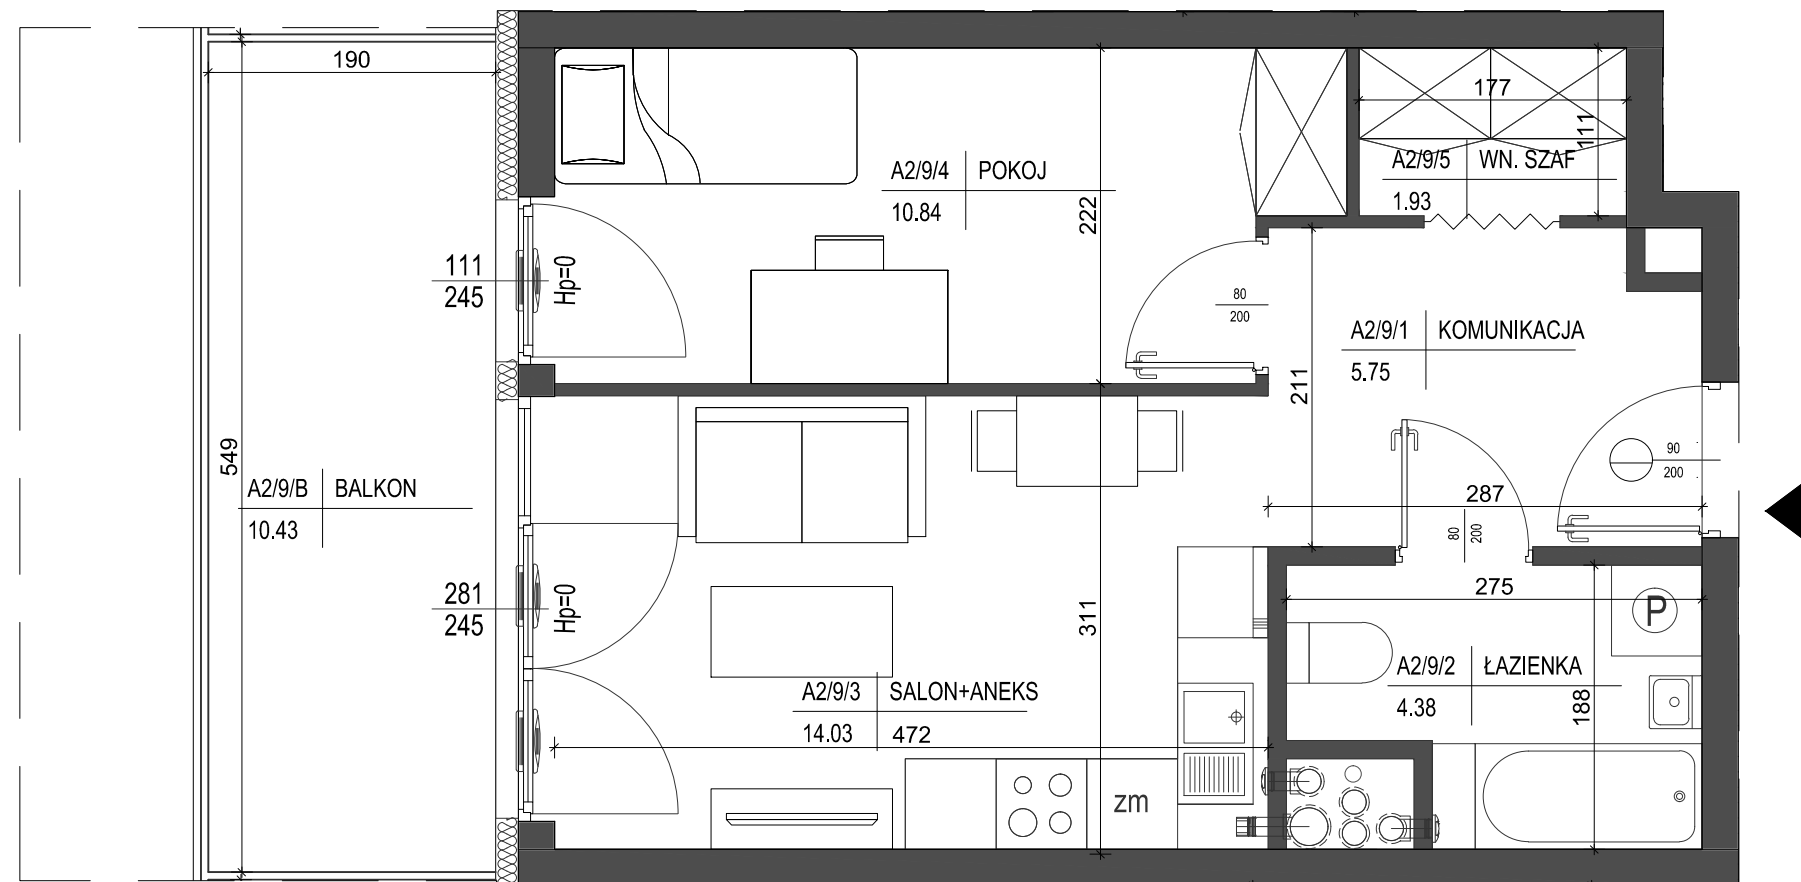 190
177
111
A2/9/4 POKOJ
10.84
A2/9/5 WN. SZAF
1.93
222
111
245
Hp=0
80
200
A2/9/1 KOMUNIKACJA
5.75
211
549
A2/9/B BALKON
10.43
90
200
287
80
200
281
245
Hp=0
311
275
P
A2/9/2 ŁAZIENKA
4.38
188
A2/9/3 SALON+ANEKS
14.03 472
zm